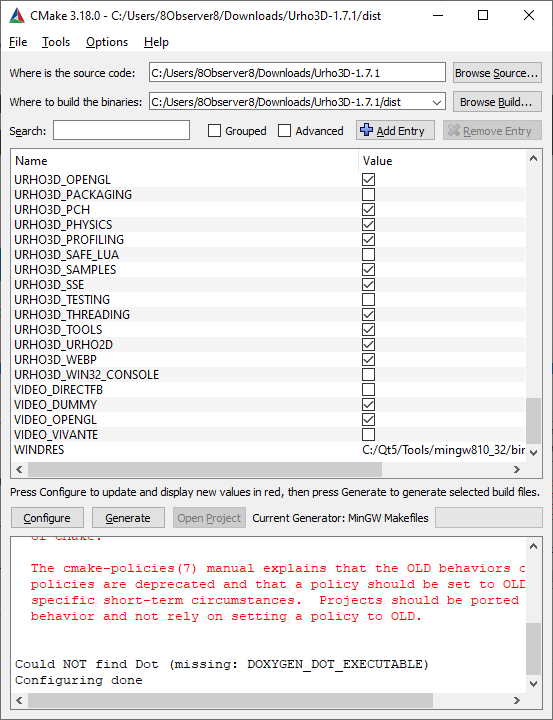 CMake 3.18.0 - C:/Users/8Observer8/Downloads/Urho3D-1.7.1/dist
File Tools Options Help
Where is the source code: C:/Users/8Observer8/Downloads/Urho3D-1.7.1 Browse Source...
Where to build the binaries: C:/Users/8Observer8/Downloads/Urho3D-1.7.1/dist Browse Build...
Search: Grouped Advanced Add Entry Remove Entry
Name Value
URHO3D_OPENGL
URHO3D_PACKAGING
URHO3D_PCH
URHO3D_PHYSICS
URHO3D_PROFILING
URHO3D_SAFE_LUA
URHO3D_SAMPLES
URHO3D_SSE
URHO3D_TESTING
URHO3D_THREADING
URHO3D_TOOLS
URHO3D_URHO2D
URHO3D_WEBP
URHO3D_WIN32_CONSOLE
VIDEO_DIRECTFB
VIDEO_DUMMY
VIDEO_OPENGL
VIDEO_VIVANTE
WINDRES C:/Qt5/Tools/mingw810_32/bin
Press Configure to update and display new values in red, then press Generate to generate selected build files.
Configure Generate Open Project Current Generator: MinGW Makefiles
of CMake.
The cmake-policies(7) manual explains that the OLD behaviors o
policies are deprecated and that a policy should be set to OLD
specific short-term circumstances. Projects should be ported
behavior and not rely on setting a policy to OLD.
Could NOT find Dot (missing: DOXYGEN_DOT_EXECUTABLE)
Configuring done